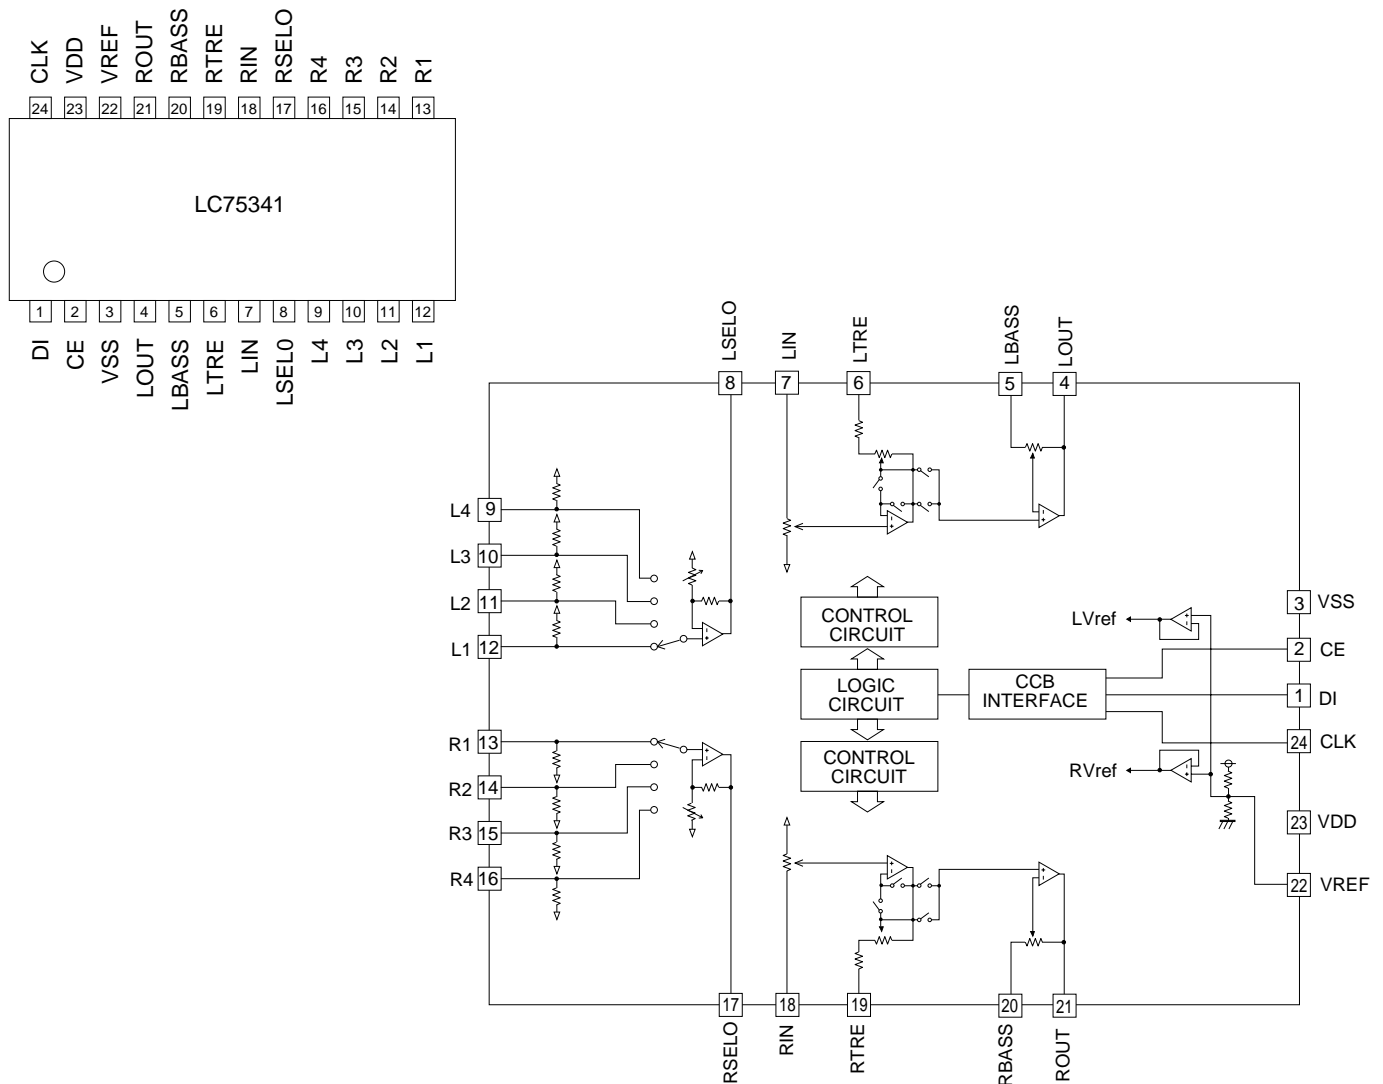 CLK VDD VREF ROUT RBASS RTRE RIN RSELO R4 R3 R2 R1
24 23 22 21 20 19 18 17 16 15 14 13
LC75341
1 2 3 4 5 6 7 8 9 10 11 12
DI CE VSS LOUT LBASS LTRE LIN LSEL0 L4 L3 L2 L1
LSELO LIN LTRE LBASS LOUT
8 7 6 5 4
L4 9
L3 10
L2 11
L1 12
R1 13
R2 14
R3 15
R4 16
CONTROL
CIRCUIT
LOGIC
CIRCUIT
CONTROL
CIRCUIT
CCB
INTERFACE
LVref
RVref
3 VSS
2 CE
1 DI
24 CLK
23 VDD
22 VREF
17 18 19 20 21
RSELO RIN RTRE RBASS ROUT